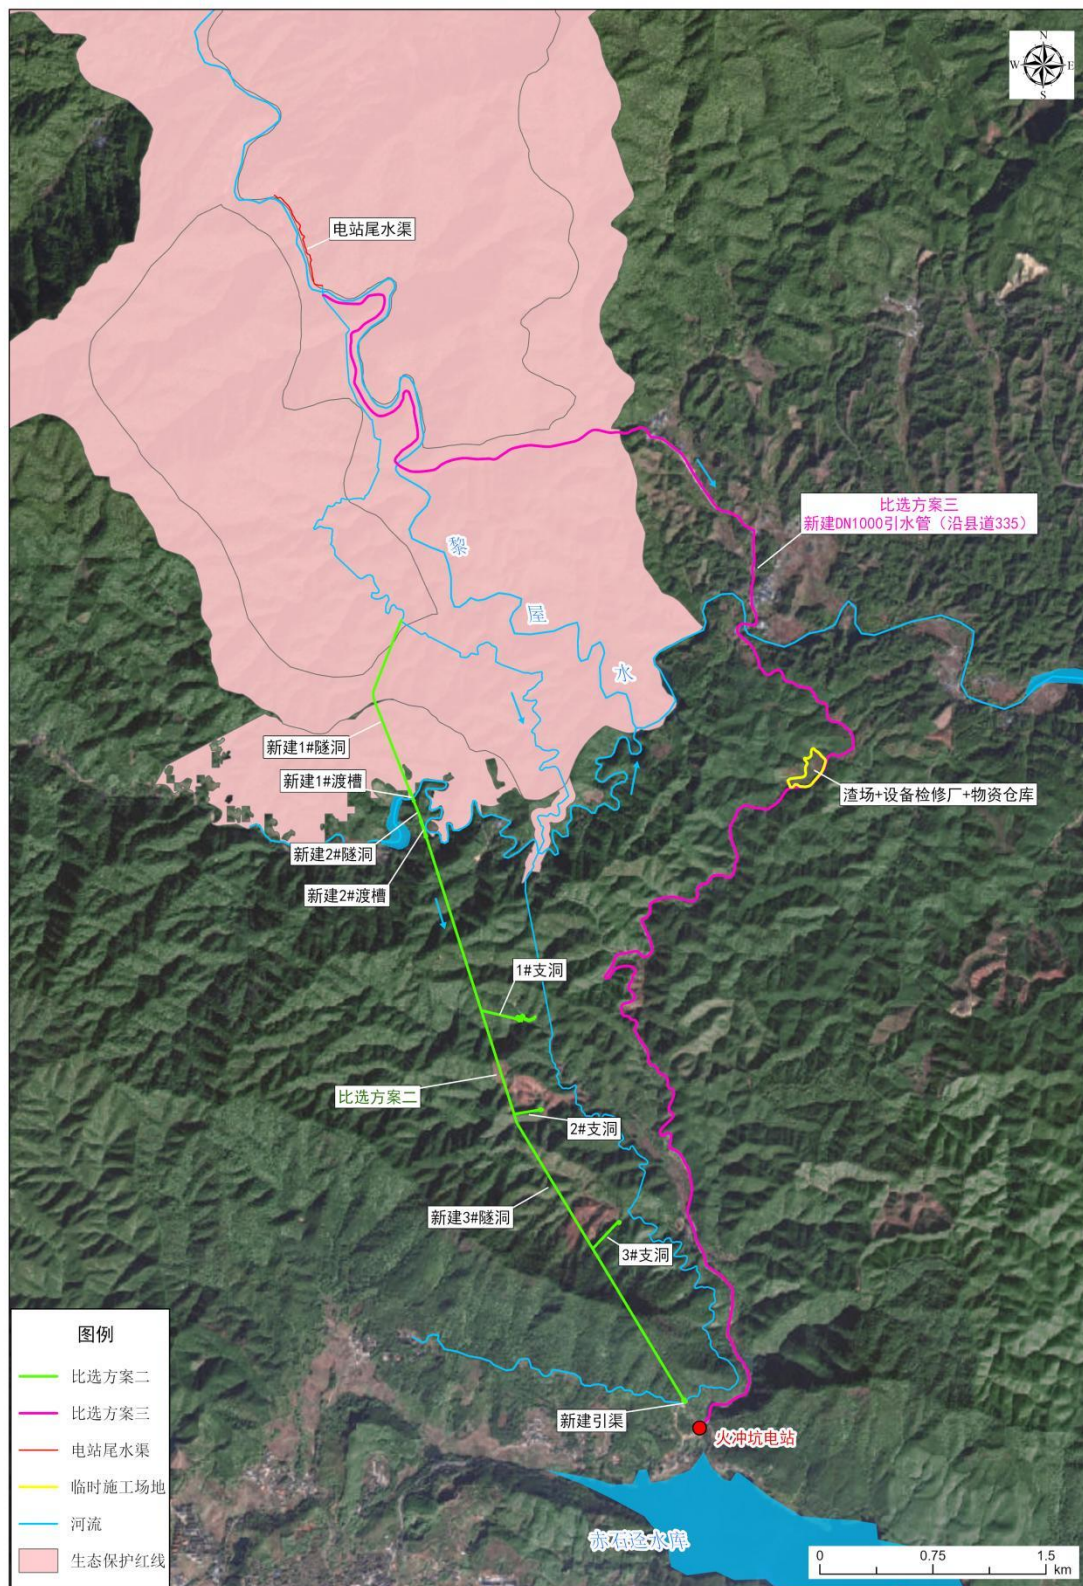 N
W E
S
电站尾水渠
比选方案三
新建DN1000引水管（沿县道335）
黎
屋
水
新建1#隧洞
新建1#渡槽
渣场+设备检修厂+物资仓库
新建2#隧洞
新建2#渡槽
1#支洞
比选方案二
2#支洞
新建3#隧洞
3#支洞
新建引渠
火冲坑电站
赤石迳水库
图例
比选方案二
比选方案三
电站尾水渠
临时施工场地
河流
生态保护红线
0 0.75 1.5
km